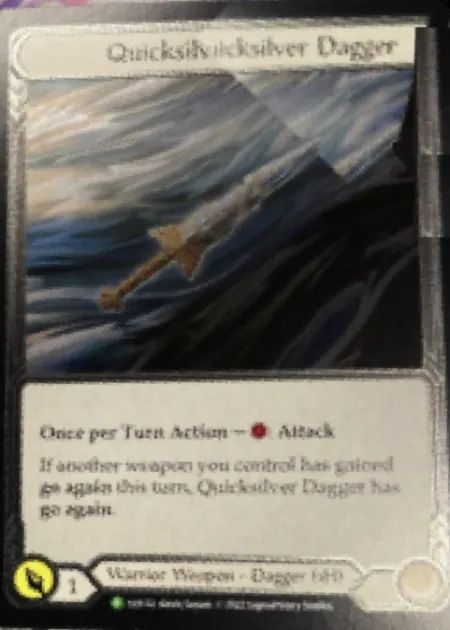 Quicksilvuicksilver Dagger
Once per Turn Action – : Attack
If another weapon you control has gained
go again this turn, Quicksilver Dagger has
go again.
1
Warrior Weapon - Dagger (1H)